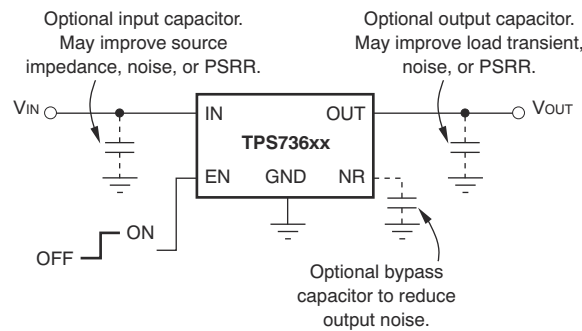 Optional input capacitor.
May improve source
impedance, noise, or PSRR.
Optional output capacitor.
May improve load transient,
noise, or PSRR.
VIN
IN
OUT
VOUT
TPS736xx
EN
GND
NR
ON
OFF
Optional bypass
capacitor to reduce
output noise.